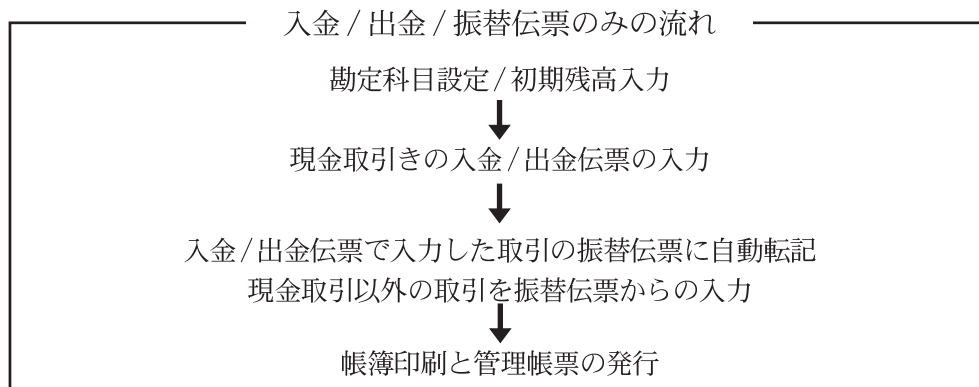 入金 / 出金 / 振替伝票のみの流れ
勘定科目設定 / 初期残高入力
現金取引きの入金 / 出金伝票の入力
入金 / 出金伝票で入力した取引の振替伝票に自動転記
現金取引以外の取引を振替伝票からの入力
帳簿印刷と管理帳票の発行